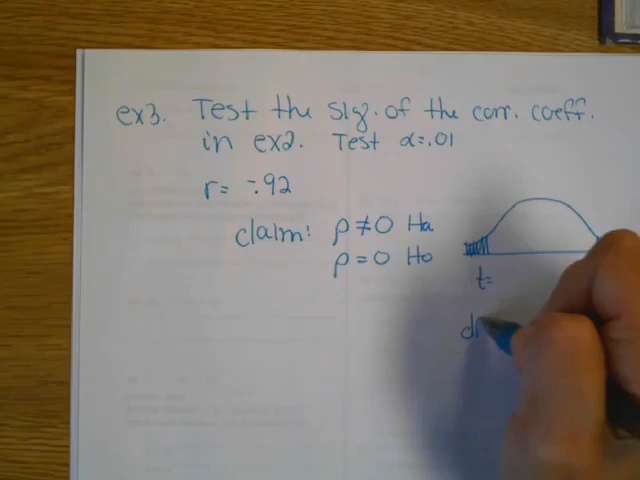 ex3. Test the sig. of the corr. coeff.
in ex2. Test α=.01
r= -.92
claim: ρ≠0 Ha
ρ=0 Ho
t=
d